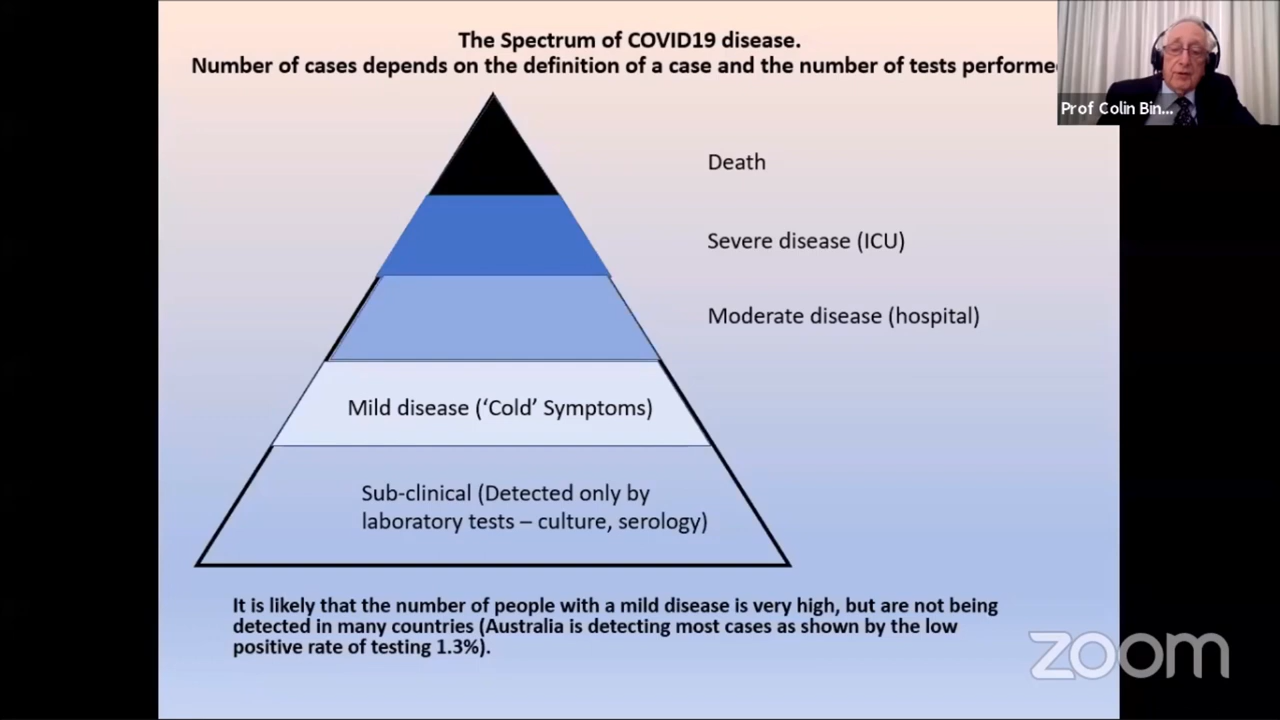 The Spectrum of COVID19 disease.
Number of cases depends on the definition of a case and the number of tests performe
Prof Colin Bin...
Death
Severe disease (ICU)
Moderate disease (hospital)
Mild disease (‘Cold’ Symptoms)
Sub-clinical (Detected only by
laboratory tests – culture, serology)
It is likely that the number of people with a mild disease is very high, but are not being
detected in many countries (Australia is detecting most cases as shown by the low
positive rate of testing 1.3%).
zoom